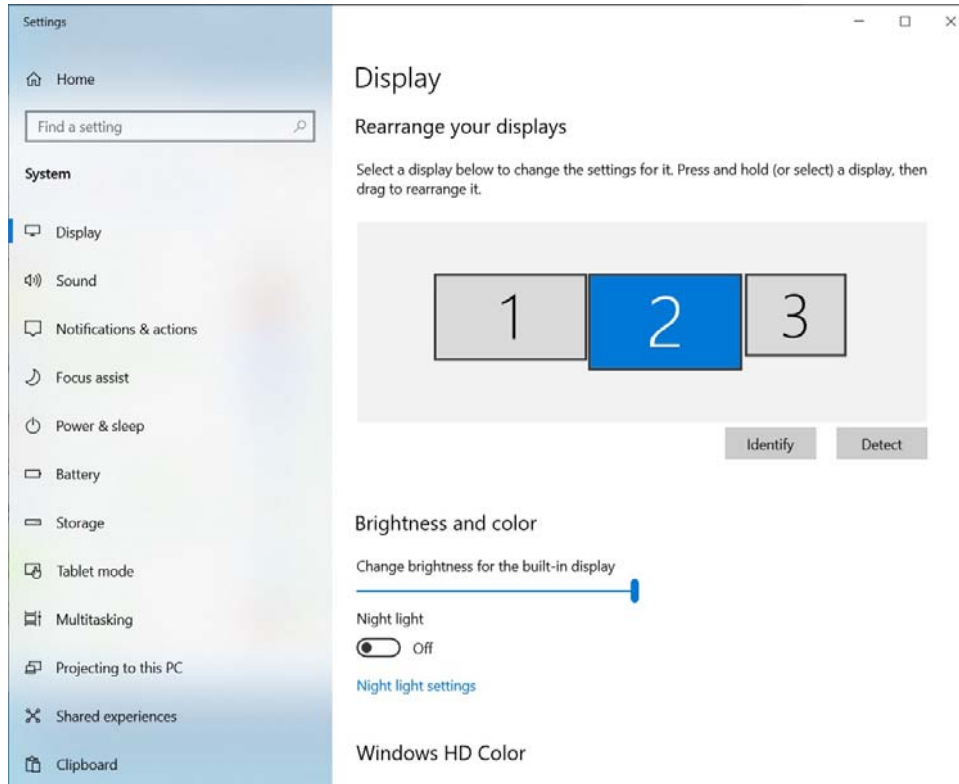 Settings
Home
Find a setting
System
Display
Sound
Notifications & actions
Focus assist
Power & sleep
Battery
Storage
Tablet mode
Multitasking
Projecting to this PC
Shared experiences
Clipboard
Display
Rearrange your displays
Select a display below to change the settings for it. Press and hold (or select) a display, then
drag to rearrange it.
1 2 3
Identify Detect
Brightness and color
Change brightness for the built-in display
Night light
Off
Night light settings
Windows HD Color